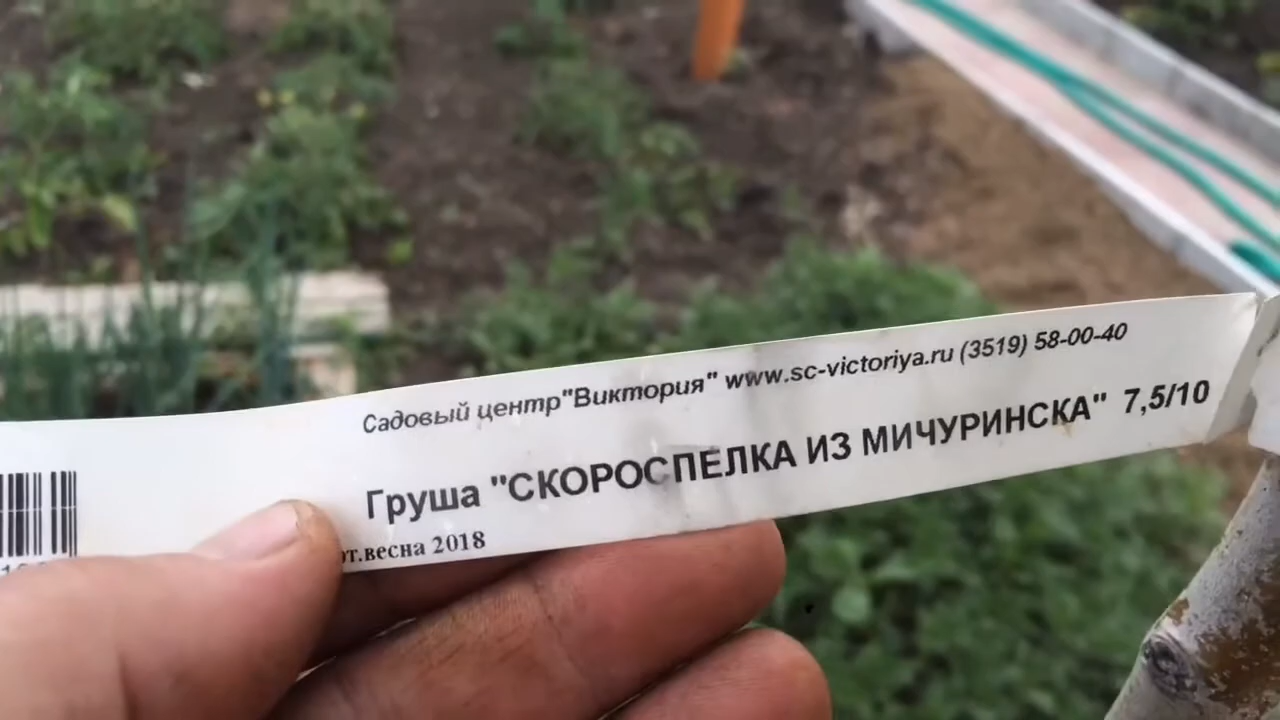 Садовый центр"Виктория" www.sc-victoriya.ru (3519) 58-00-40
Груша "СКОРОСПЕЛКА ИЗ МИЧУРИНСКА" 7,5/10
от.весна 2018